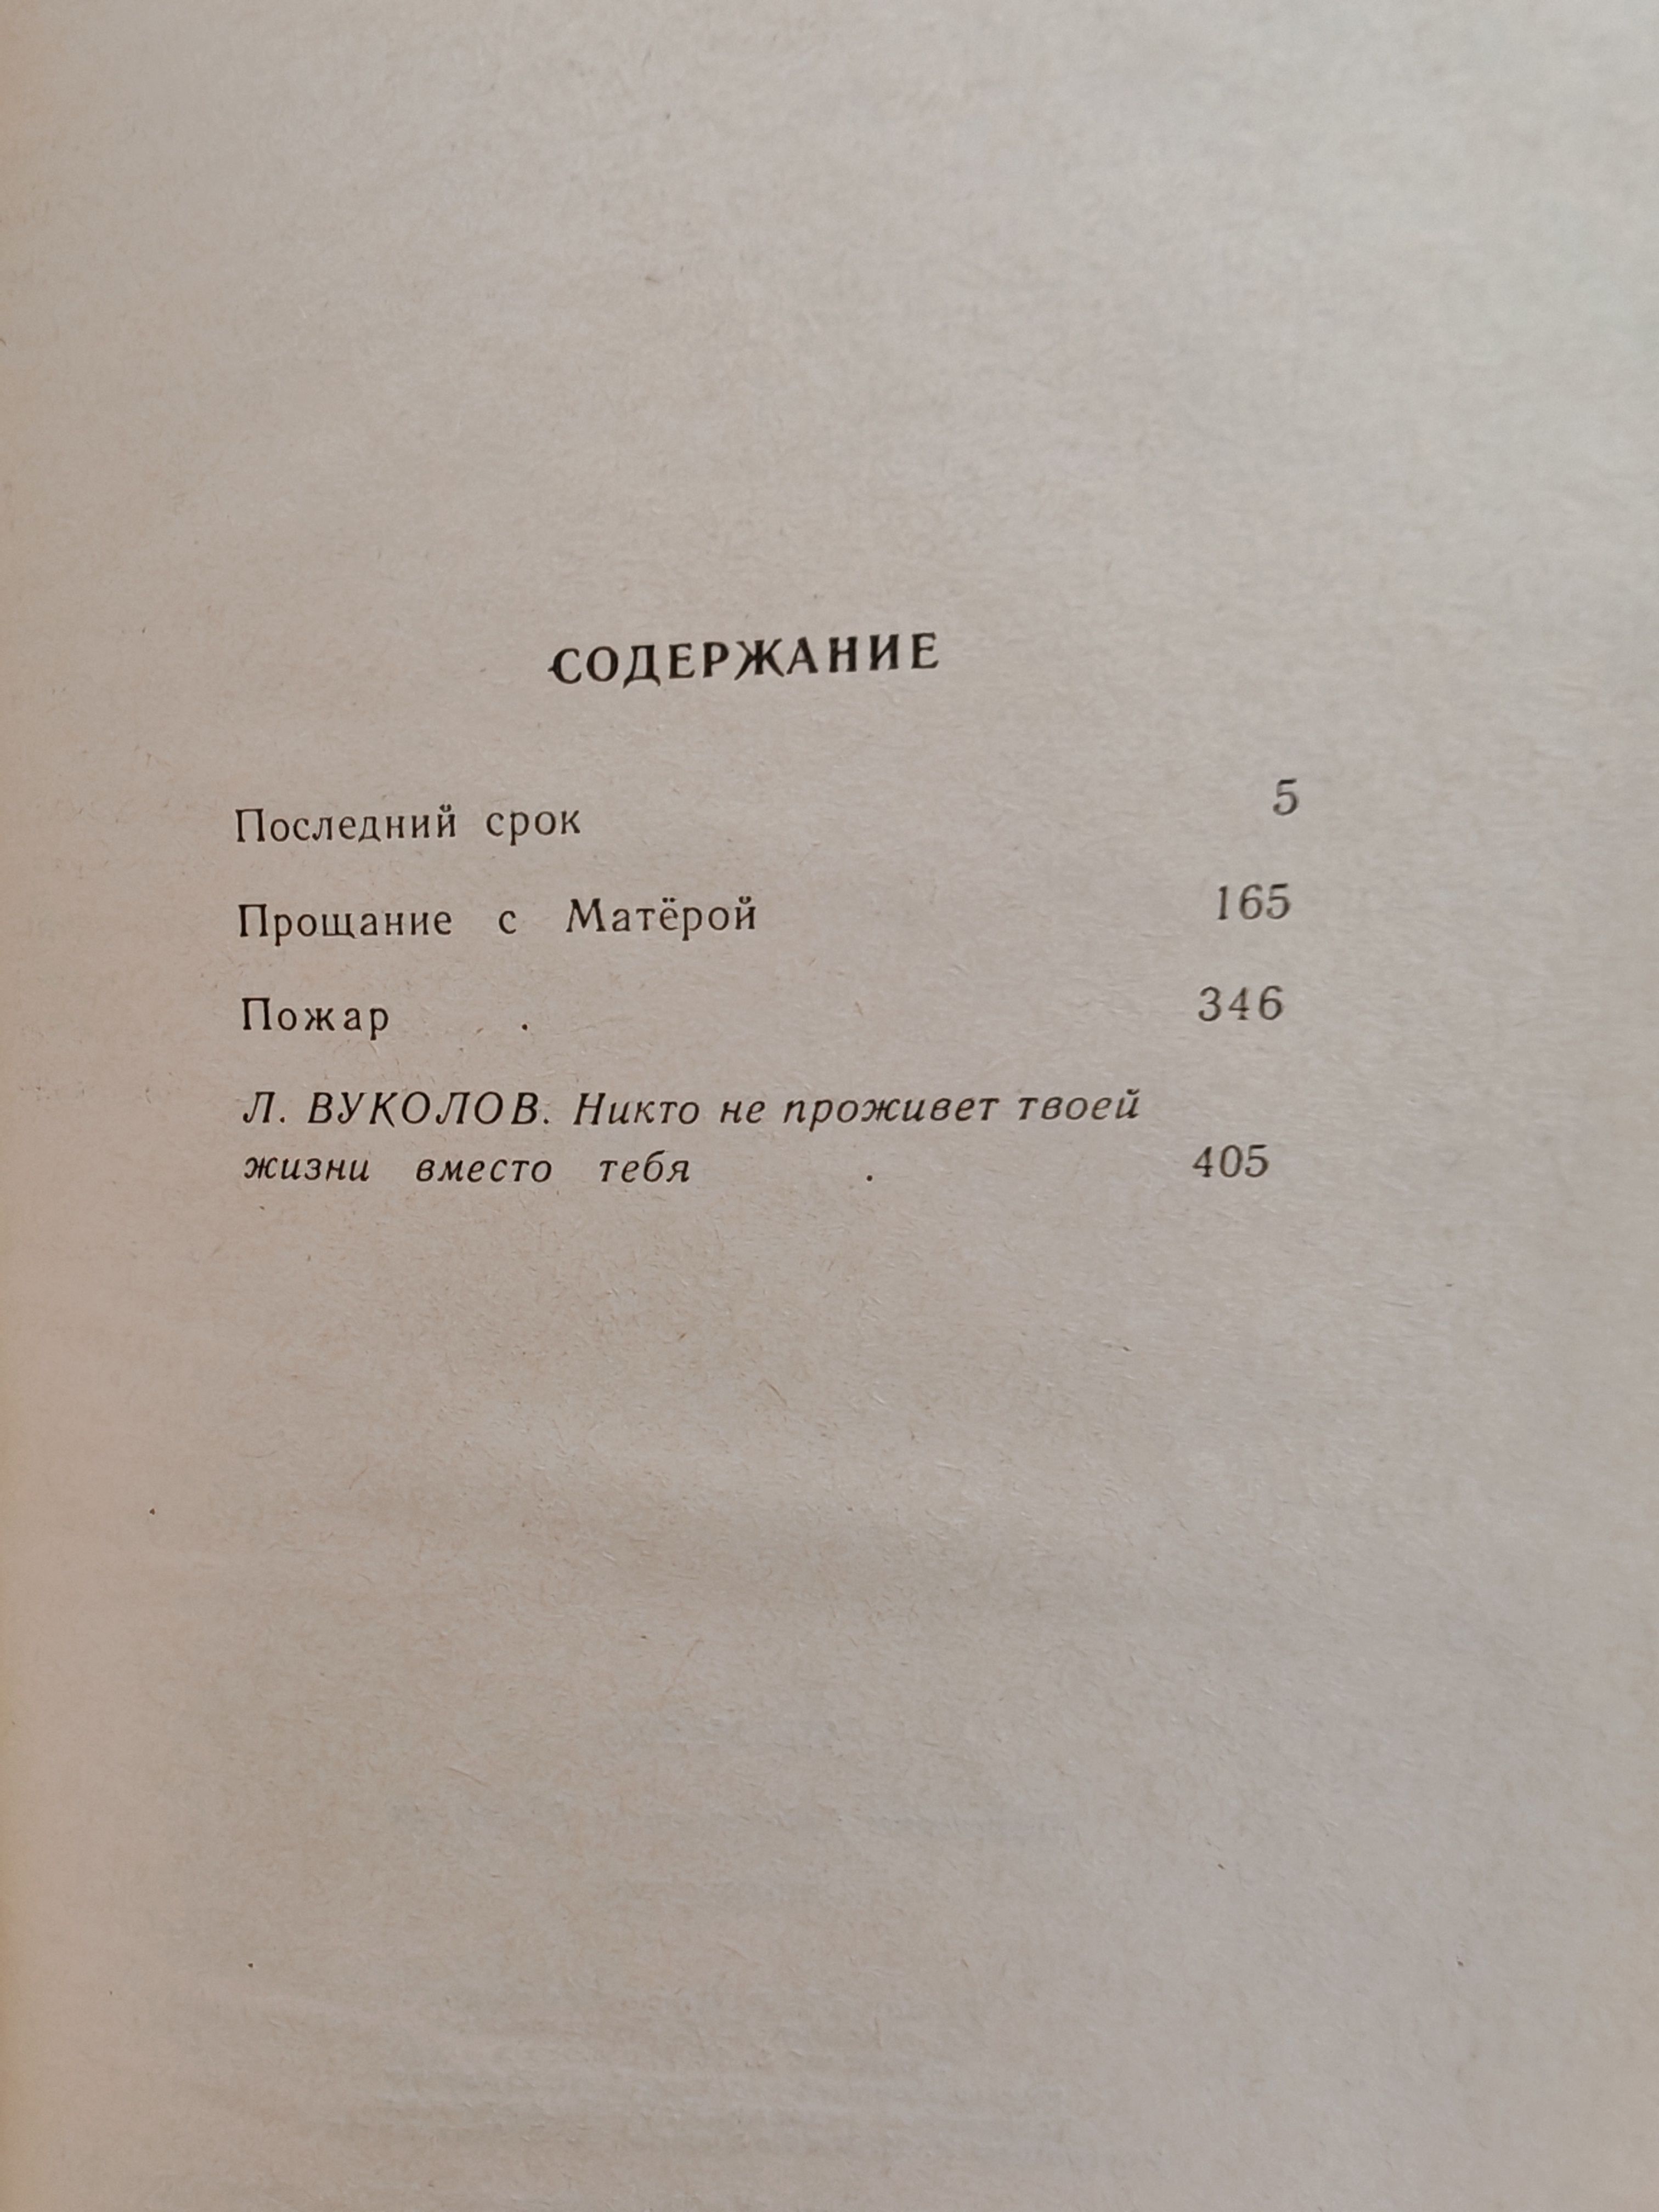 СОДЕРЖАНИЕ
Последний срок 5
Прощание с Матёрой 165
Пожар . 346
Л. ВУКОЛОВ. Никто не проживет твоей
жизни вместо тебя . 405